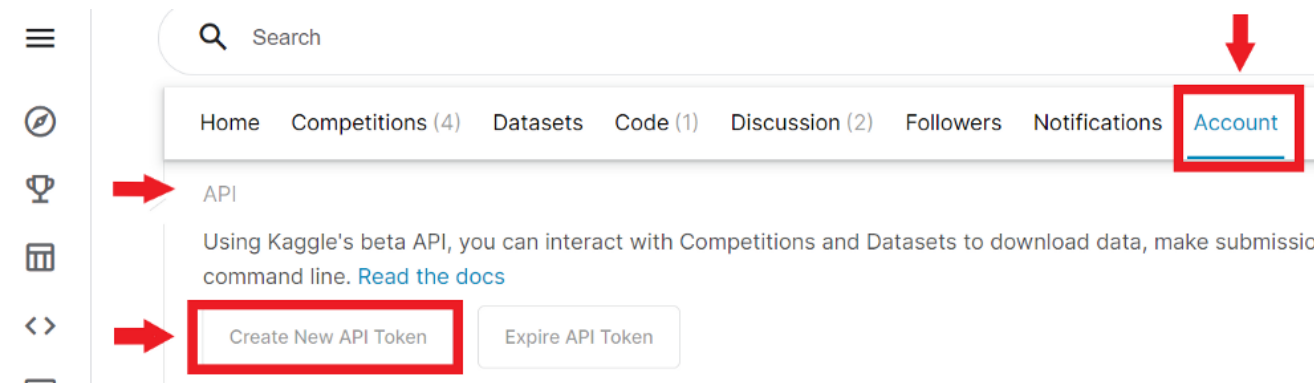 Search
Home Competitions (4) Datasets Code (1) Discussion (2) Followers Notifications Account
API
Using Kaggle's beta API, you can interact with Competitions and Datasets to download data, make submissio
command line. Read the docs
Create New API Token Expire API Token